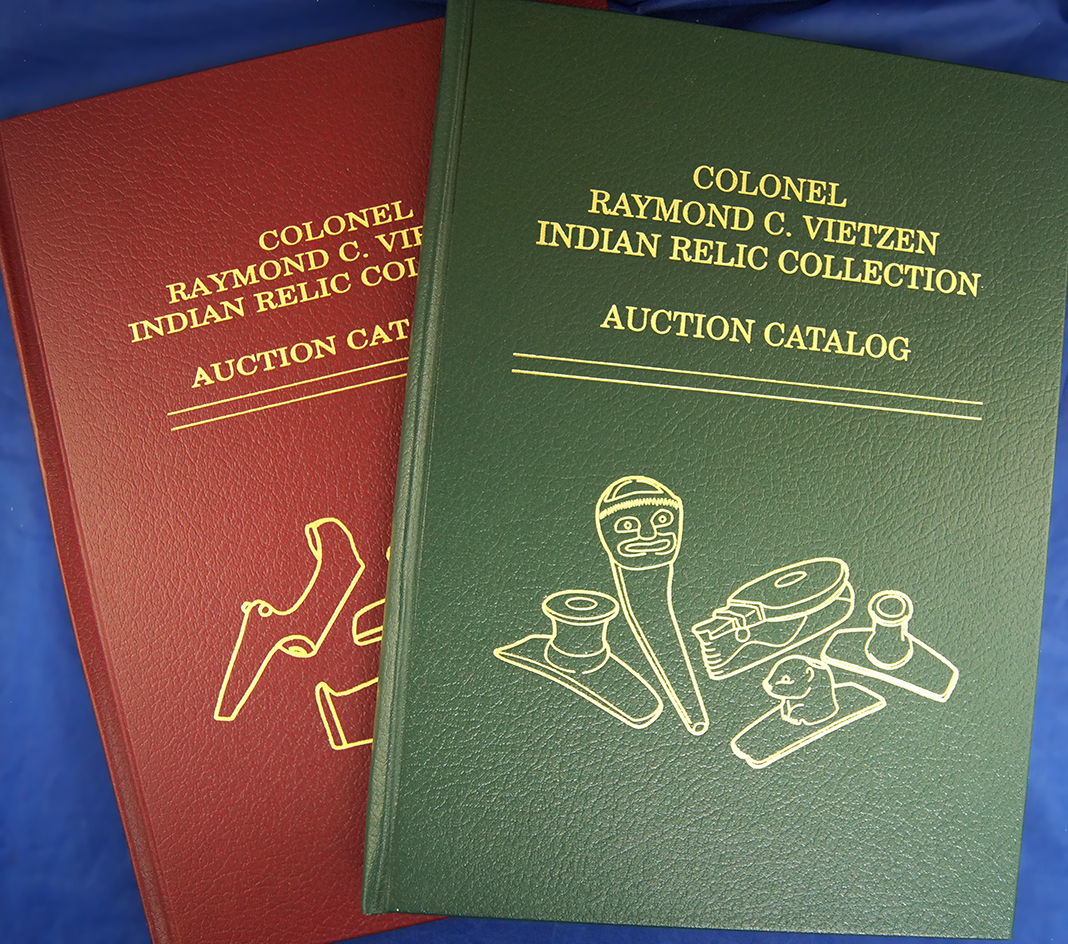 COLONEL
RAYMOND C.
INDIAN RELIC
AUCTION
COLONEL
RAYMOND C. VIETZEN
INDIAN RELIC COLLECTION
AUCTION CATALOG